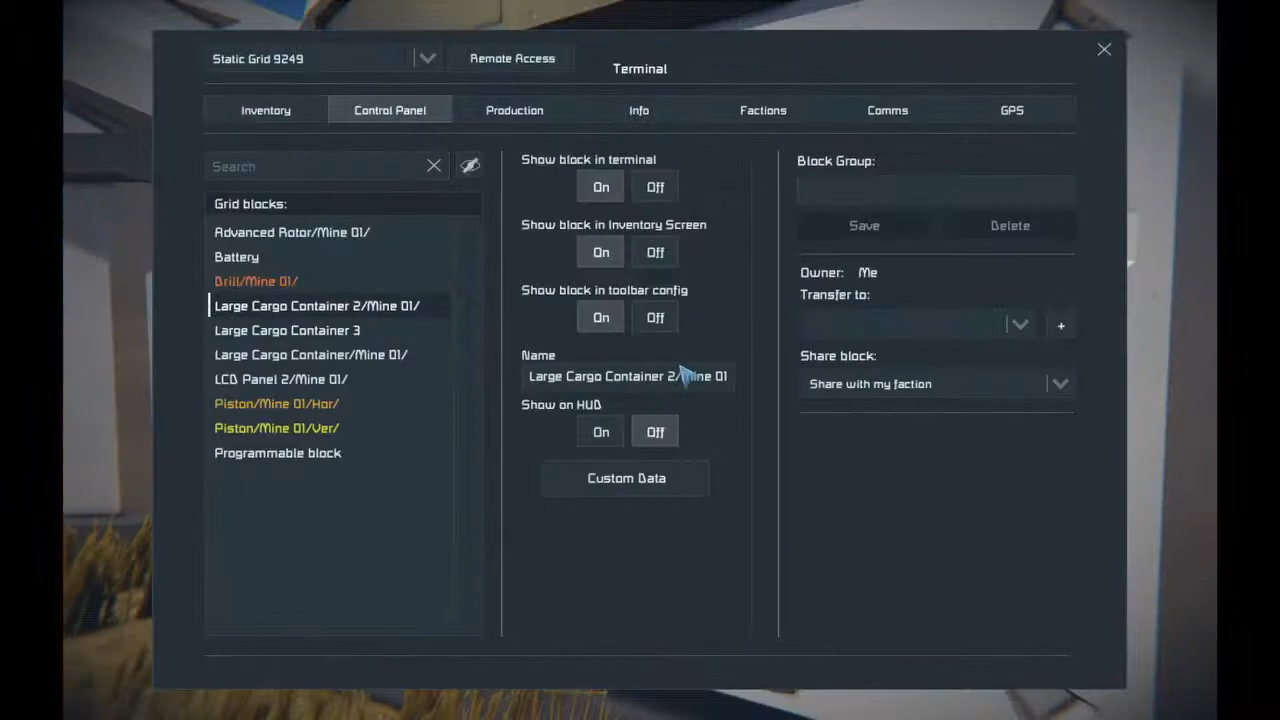 Static Grid 9249
Remote Access
Terminal
Inventory
Control Panel
Production
Info
Factions
Comms
GPS
Search
Grid blocks:
Advanced Rotor/Mine 01/
Battery
Drill/Mine 01/
Large Cargo Container 2/Mine 01/
Large Cargo Container 3
Large Cargo Container/Mine 01/
LCD Panel 2/Mine 01/
Piston/Mine 01/Hor/
Piston/Mine 01/Ver/
Programmable block
Show block in terminal
On Off
Show block in Inventory Screen
On Off
Show block in toolbar config
On Off
Name
Large Cargo Container 2/Mine 01
Show on HUD
On Off
Custom Data
Block Group:
Save Delete
Owner: Me
Transfer to:
+
Share block:
Share with my faction